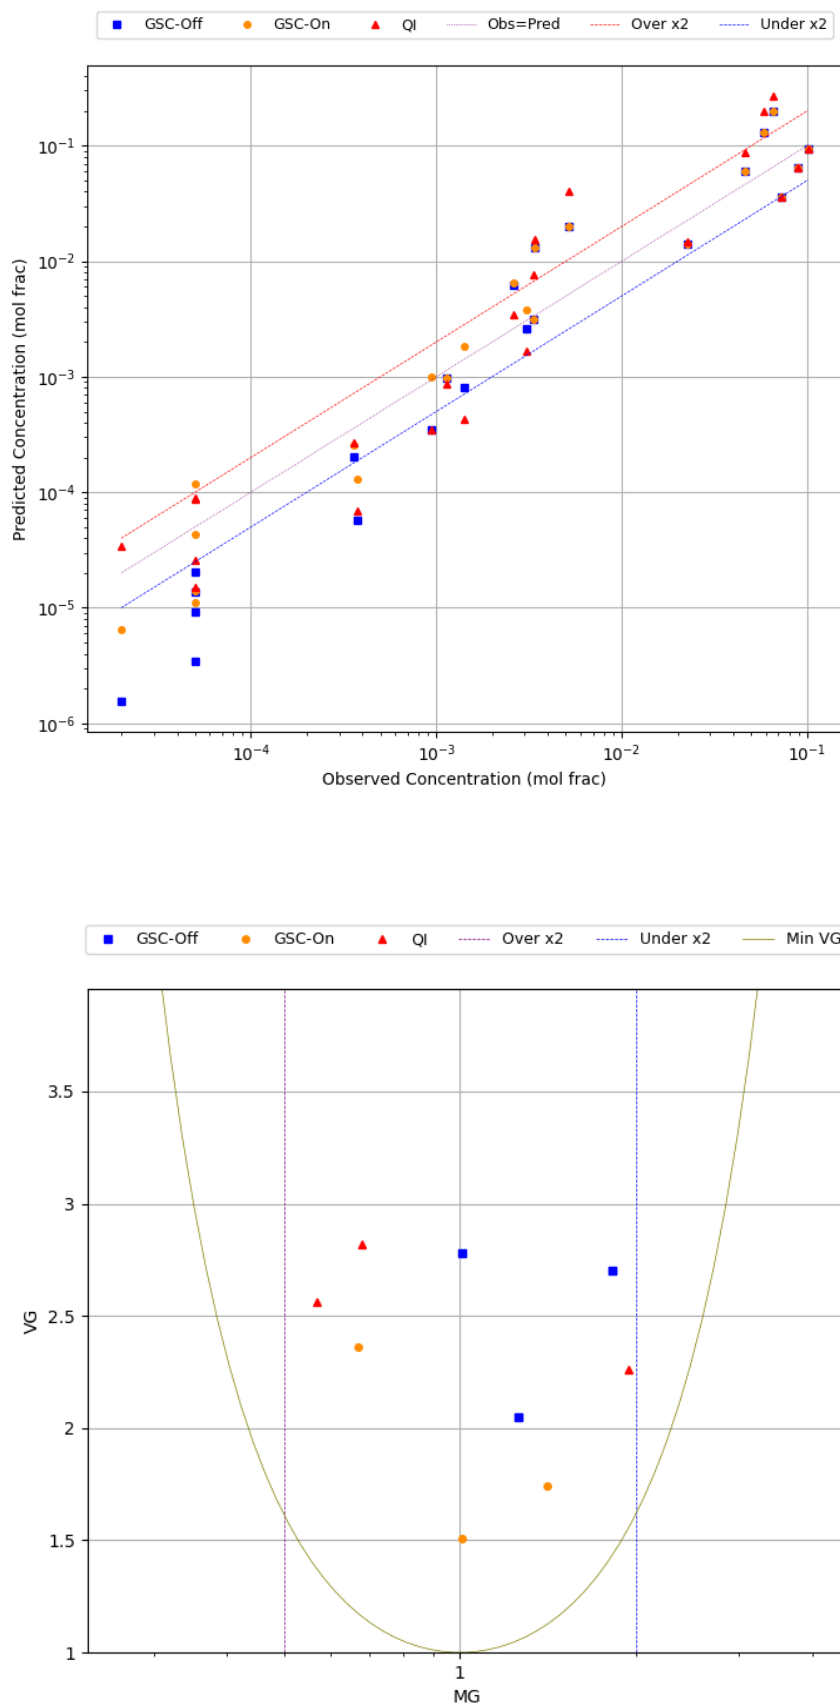 GSC-Off GSC-On QI Obs=Pred Over x2 Under x2
10⁻¹
10⁻²
10⁻³
10⁻⁴
10⁻⁵
10⁻⁶
Predicted Concentration (mol frac)
10⁻⁴ 10⁻³ 10⁻² 10⁻¹
Observed Concentration (mol frac)
GSC-Off GSC-On QI Over x2 Under x2 Min VG
3.5
3
2.5
2
1.5
1
VG
1
MG